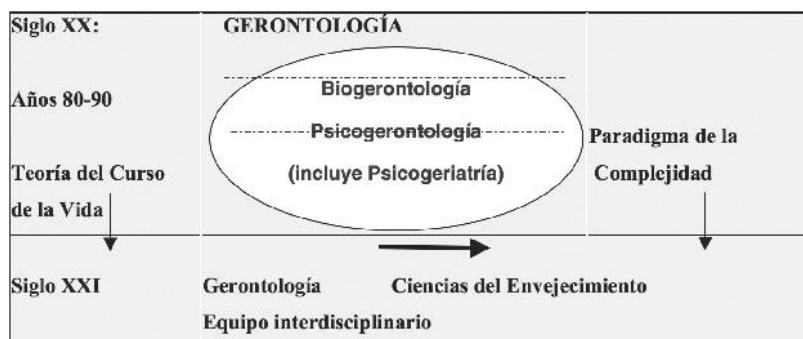 Siglo XX: GERONTOLOGÍA
Biogerontología
Años 80-90
Psicogerontología
Paradigma de la
Teoría del Curso (incluye Psicogeriatría) Complejidad
de la Vida
Siglo XXI Gerontología Ciencias del Envejecimiento
Equipo interdisciplinario